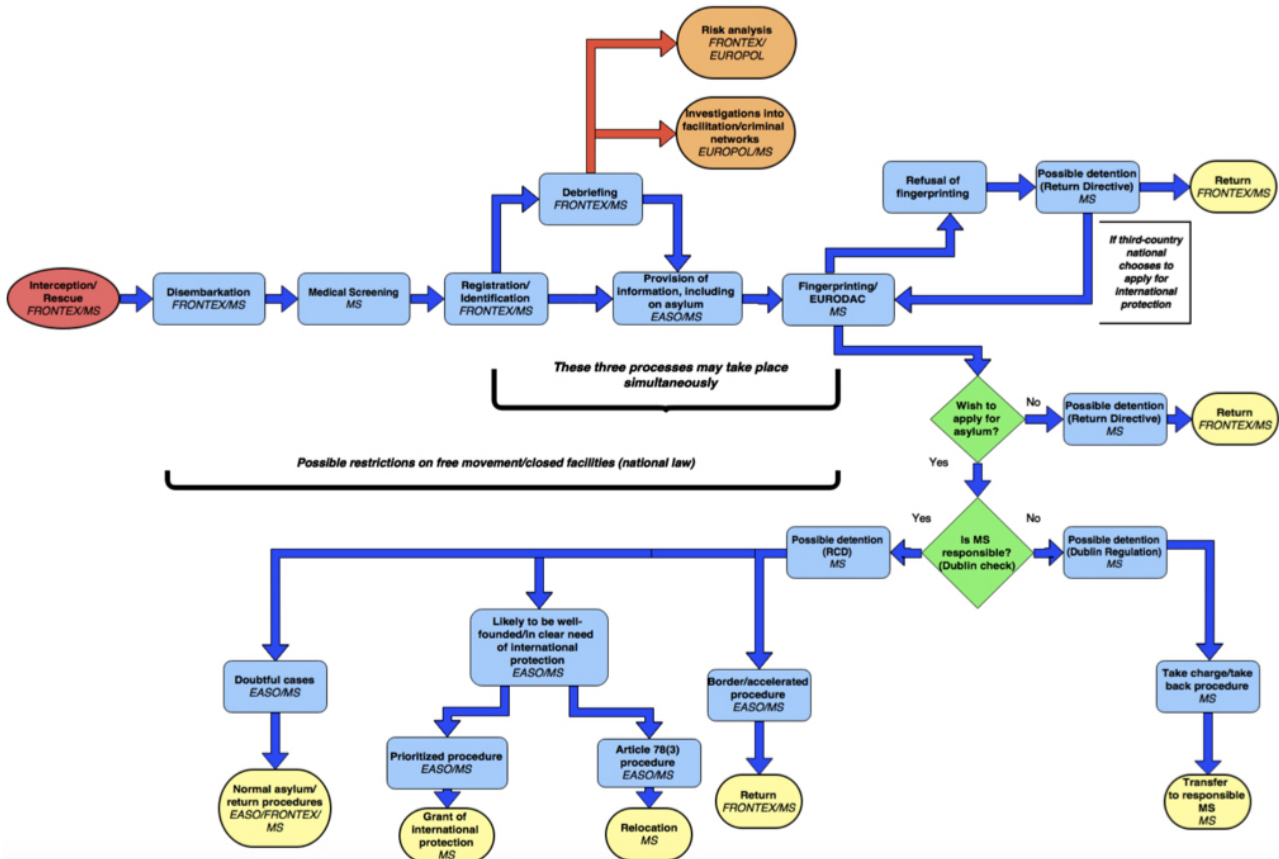 Risk analysis
FRONTEX/
EUROPOL
Investigations into
facilitation/criminal
networks
EUROPOL/MS
Debriefing
FRONTEX/MS
Refusal of
fingerprinting
Possible detention
(Return Directive)
MS
Return
FRONTEX/MS
If third-country
national
chooses to
apply for
international
protection
Interception/
Rescue
FRONTEX/MS
Disembarkation
FRONTEX/MS
Medical Screening
MS
Registration/
Identification
FRONTEX/MS
Provision of
information, including
on asylum
EASO/MS
Fingerprinting/
EURODAC
MS
These three processes may take place
simultaneously
Wish to
apply for
asylum?
No
Possible detention
(Return Directive)
MS
Return
FRONTEX/MS
Yes
Possible restrictions on free movement/closed facilities (national law)
Is MS
responsible?
(Dublin check)
Yes
No
Possible detention
(RCD)
MS
Possible detention
(Dublin Regulation)
MS
Doubtful cases
EASO/MS
Likely to be well-
founded/in clear need
of international
protection
EASO/MS
Border/accelerated
procedure
EASO/MS
Take charge/take
back procedure
MS
Prioritized procedure
EASO/MS
Article 78(3)
procedure
EASO/MS
Normal asylum/
return procedures
EASO/FRONTEX/
MS
Grant of
international
protection
MS
Relocation
MS
Return
FRONTEX/MS
Transfer
to responsible
MS
MS